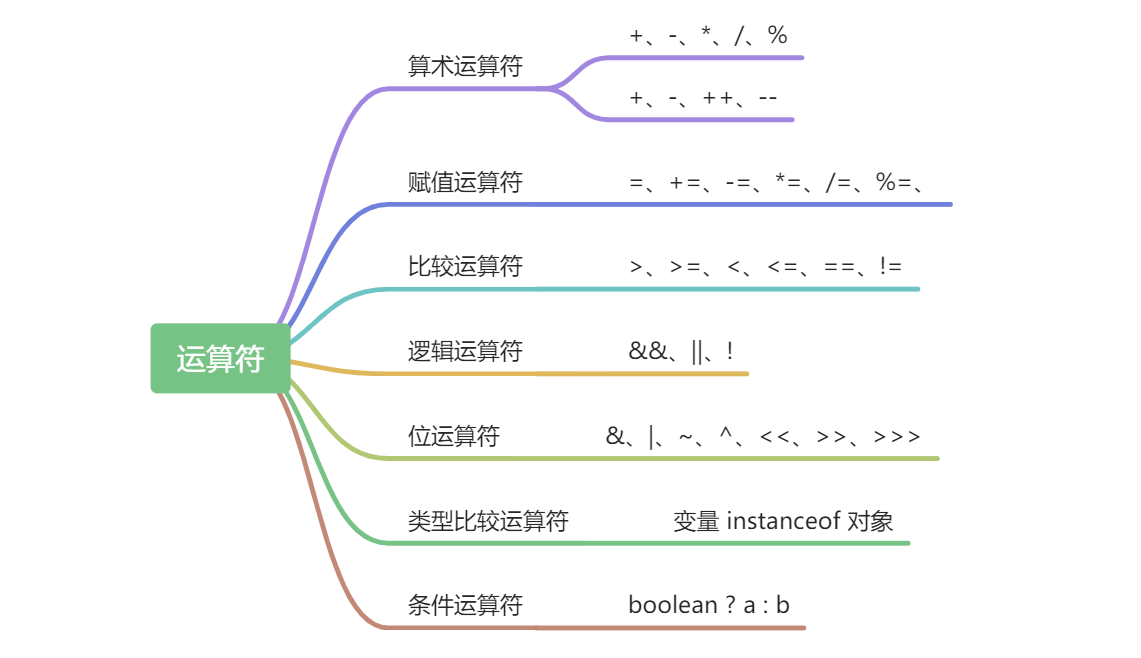 运算符
算术运算符
+、-、*、/、%
+、-、++、--
赋值运算符
=、+=、-=、*=、/=、%=、
比较运算符
>、>=、<、<=、==、!=
逻辑运算符
&&、||、!
位运算符
&、|、~、^、<<、>>、>>>
类型比较运算符
变量 instanceof 对象
条件运算符
boolean ? a : b